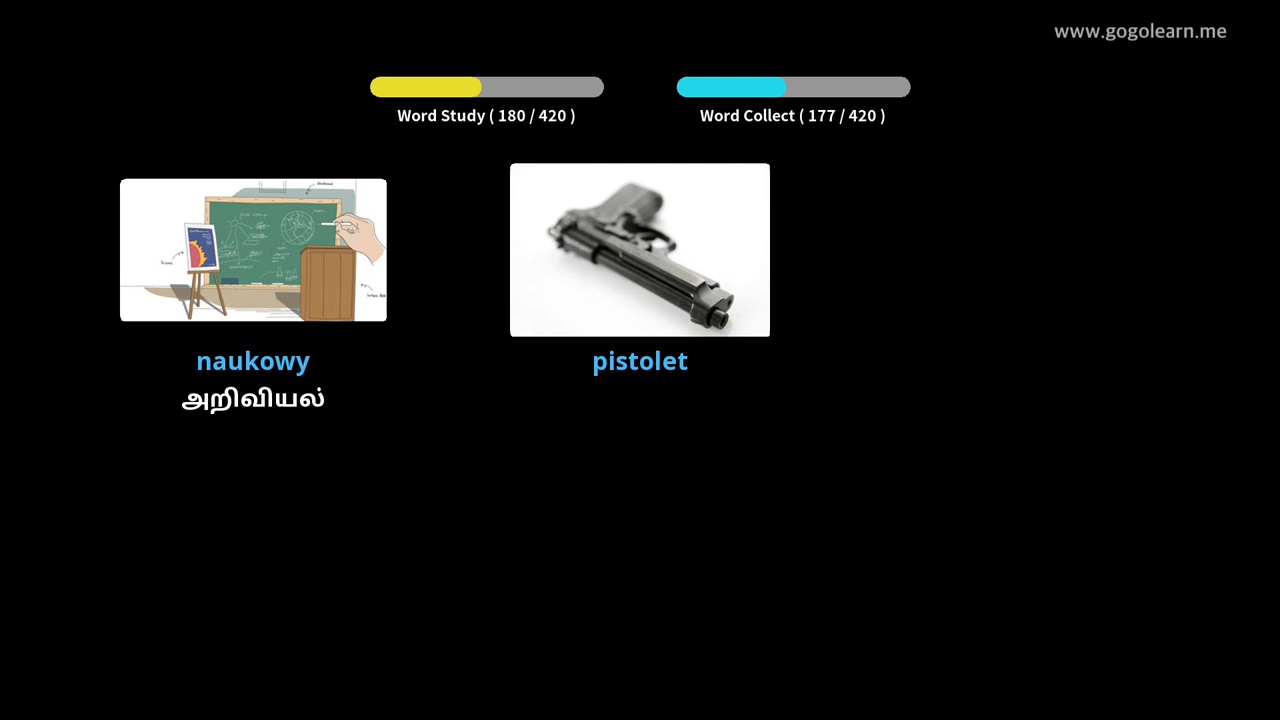 www.gogolearn.me
Word Study ( 180 / 420 )
Word Collect ( 177 / 420 )
naukowy
அறிவியல்
pistolet